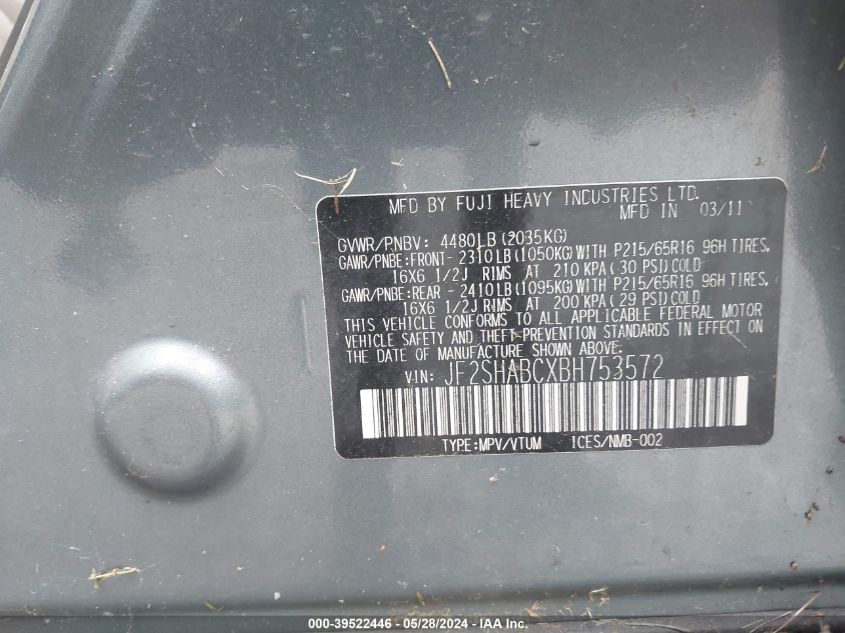 MFD BY FUJI HEAVY INDUSTRIES LTD.
MFD IN 03/11
GVWR/PNBV: 4480LB(2035KG)
GAWR/PNBE:FRONT- 2310LB(1050KG)WITH P215/65R16 96H TIRES,
16X6 1/2J RIMS AT 210 KPA(30 PSI)COLD
GAWR/PNBE:REAR - 2410LB(1095KG)WITH P215/65R16 96H TIRES,
16X6 1/2J RIMS AT 200 KPA(29 PSI)COLD
THIS VEHICLE CONFORMS TO ALL APPLICABLE FEDERAL MOTOR
VEHICLE SAFETY AND THEFT-PREVENTION STANDARDS IN EFFECT ON
THE DATE OF MANUFACTURE SHOWN ABOVE.
VIN: JF2SHABCXBH753572
TYPE:MPV/VTUM ICES/NMB-002
000-39522446 - 05/28/2024 - IAA Inc.